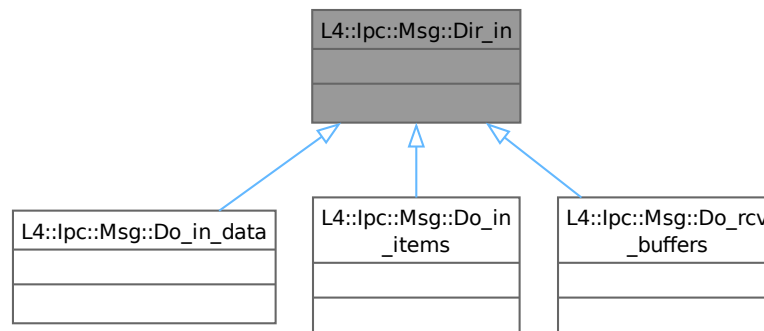 L4::Ipc::Msg::Dir_in
L4::Ipc::Msg::Do_in_data
L4::Ipc::Msg::Do_in
_items
L4::Ipc::Msg::Do_rcv
_buffers